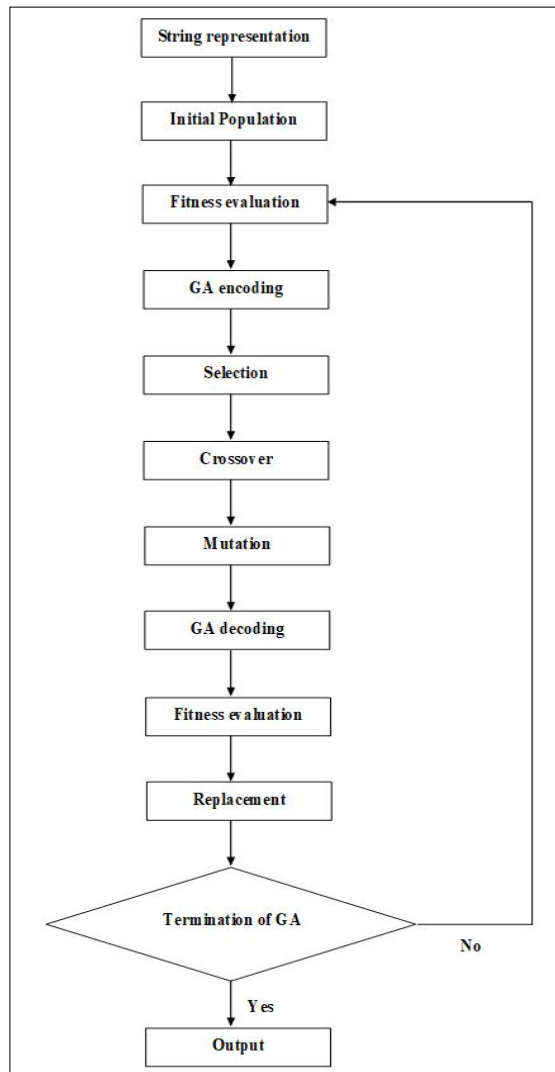 String representation
Initial Population
Fitness evaluation
GA encoding
Selection
Crossover
Mutation
GA decoding
Fitness evaluation
Replacement
Termination of GA
No
Yes
Output